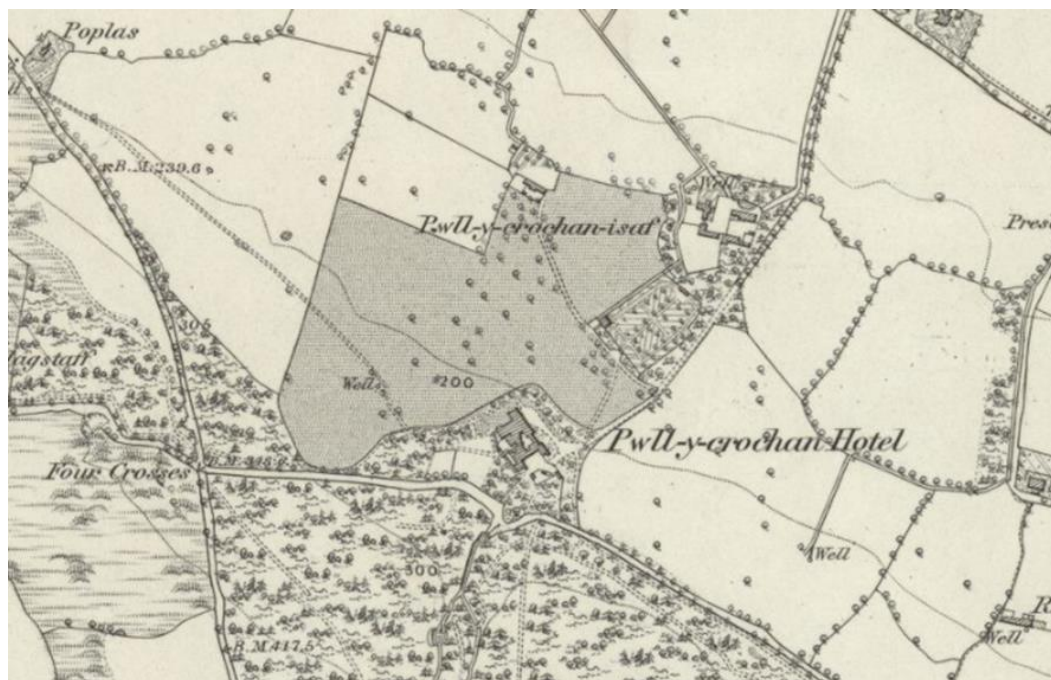 Poplas
B.M.239.6
Well
Pwll-y-crochan-isaf
305
Well
200
Pwll-y-crochan Hotel
Four Crosses
300
Well
B.M.417.5
Well